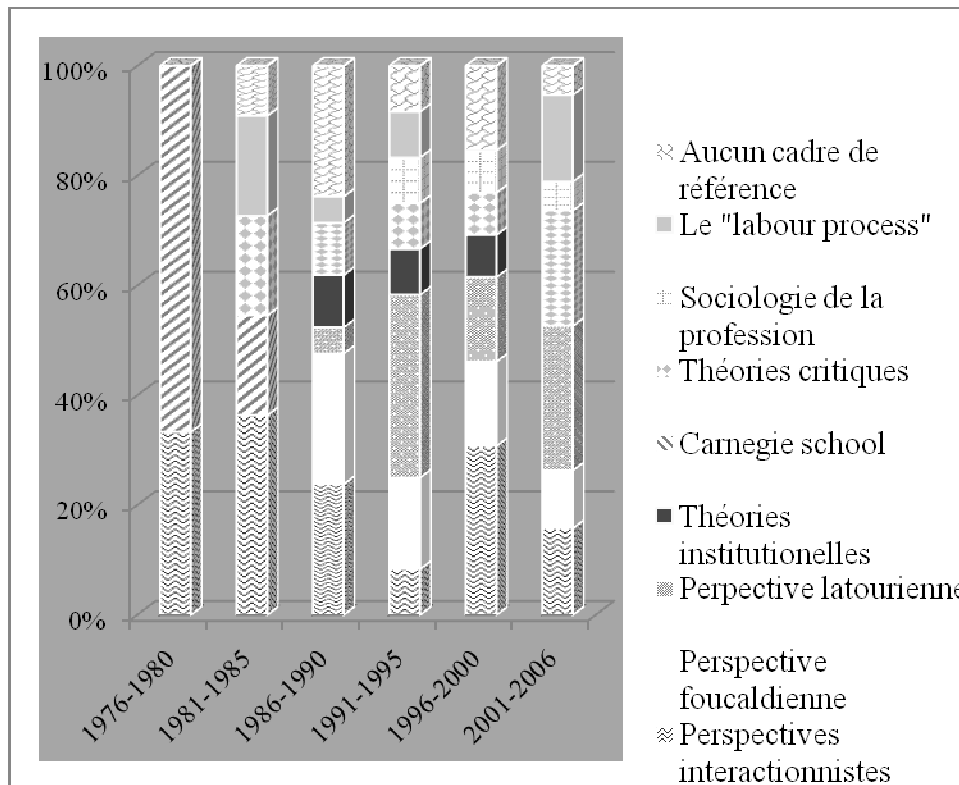 100%
80%
60%
40%
20%
0%
1976-1980
1981-1985
1986-1990
1991-1995
1996-2000
2001-2006
Aucun cadre de
référence
Le "labour process"
Sociologie de la
profession
Théories critiques
Carnegie school
Théories
institutionelles
Perpective latourienne
Perspective
foucaldienne
Perspectives
interactionnistes